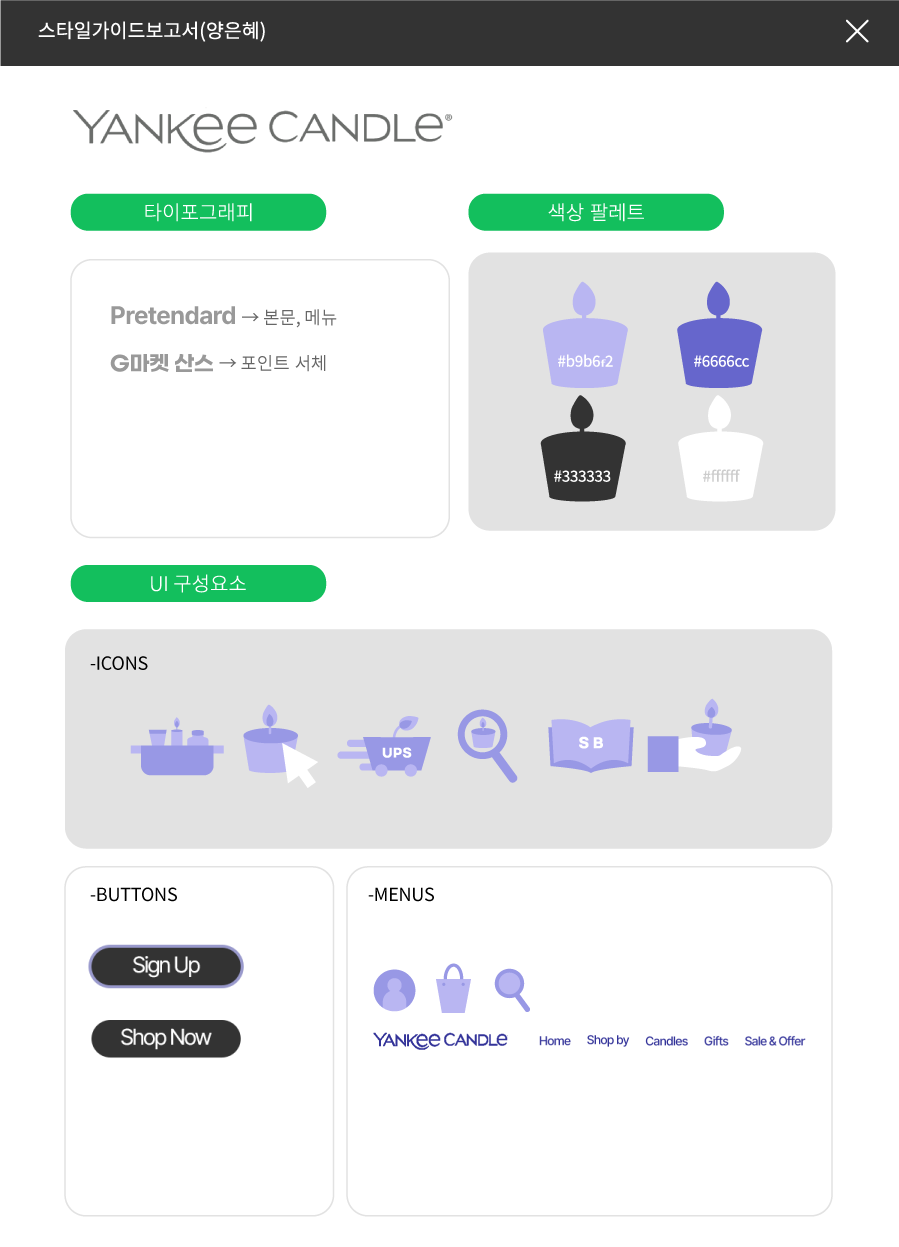 스타일가이드보고서(양은혜)
YANKEE CANDLE®
타이포그래피
색상 팔레트
Pretendard → 본문, 메뉴
G마켓 산스 → 포인트 서체
#b9b6f2
#6666cc
#333333
#ffffff
UI 구성요소
-ICONS
UPS
S B
-BUTTONS
Sign Up
Shop Now
-MENUS
YANKEE CANDLE Home Shop by Candles Gifts Sale & Offer